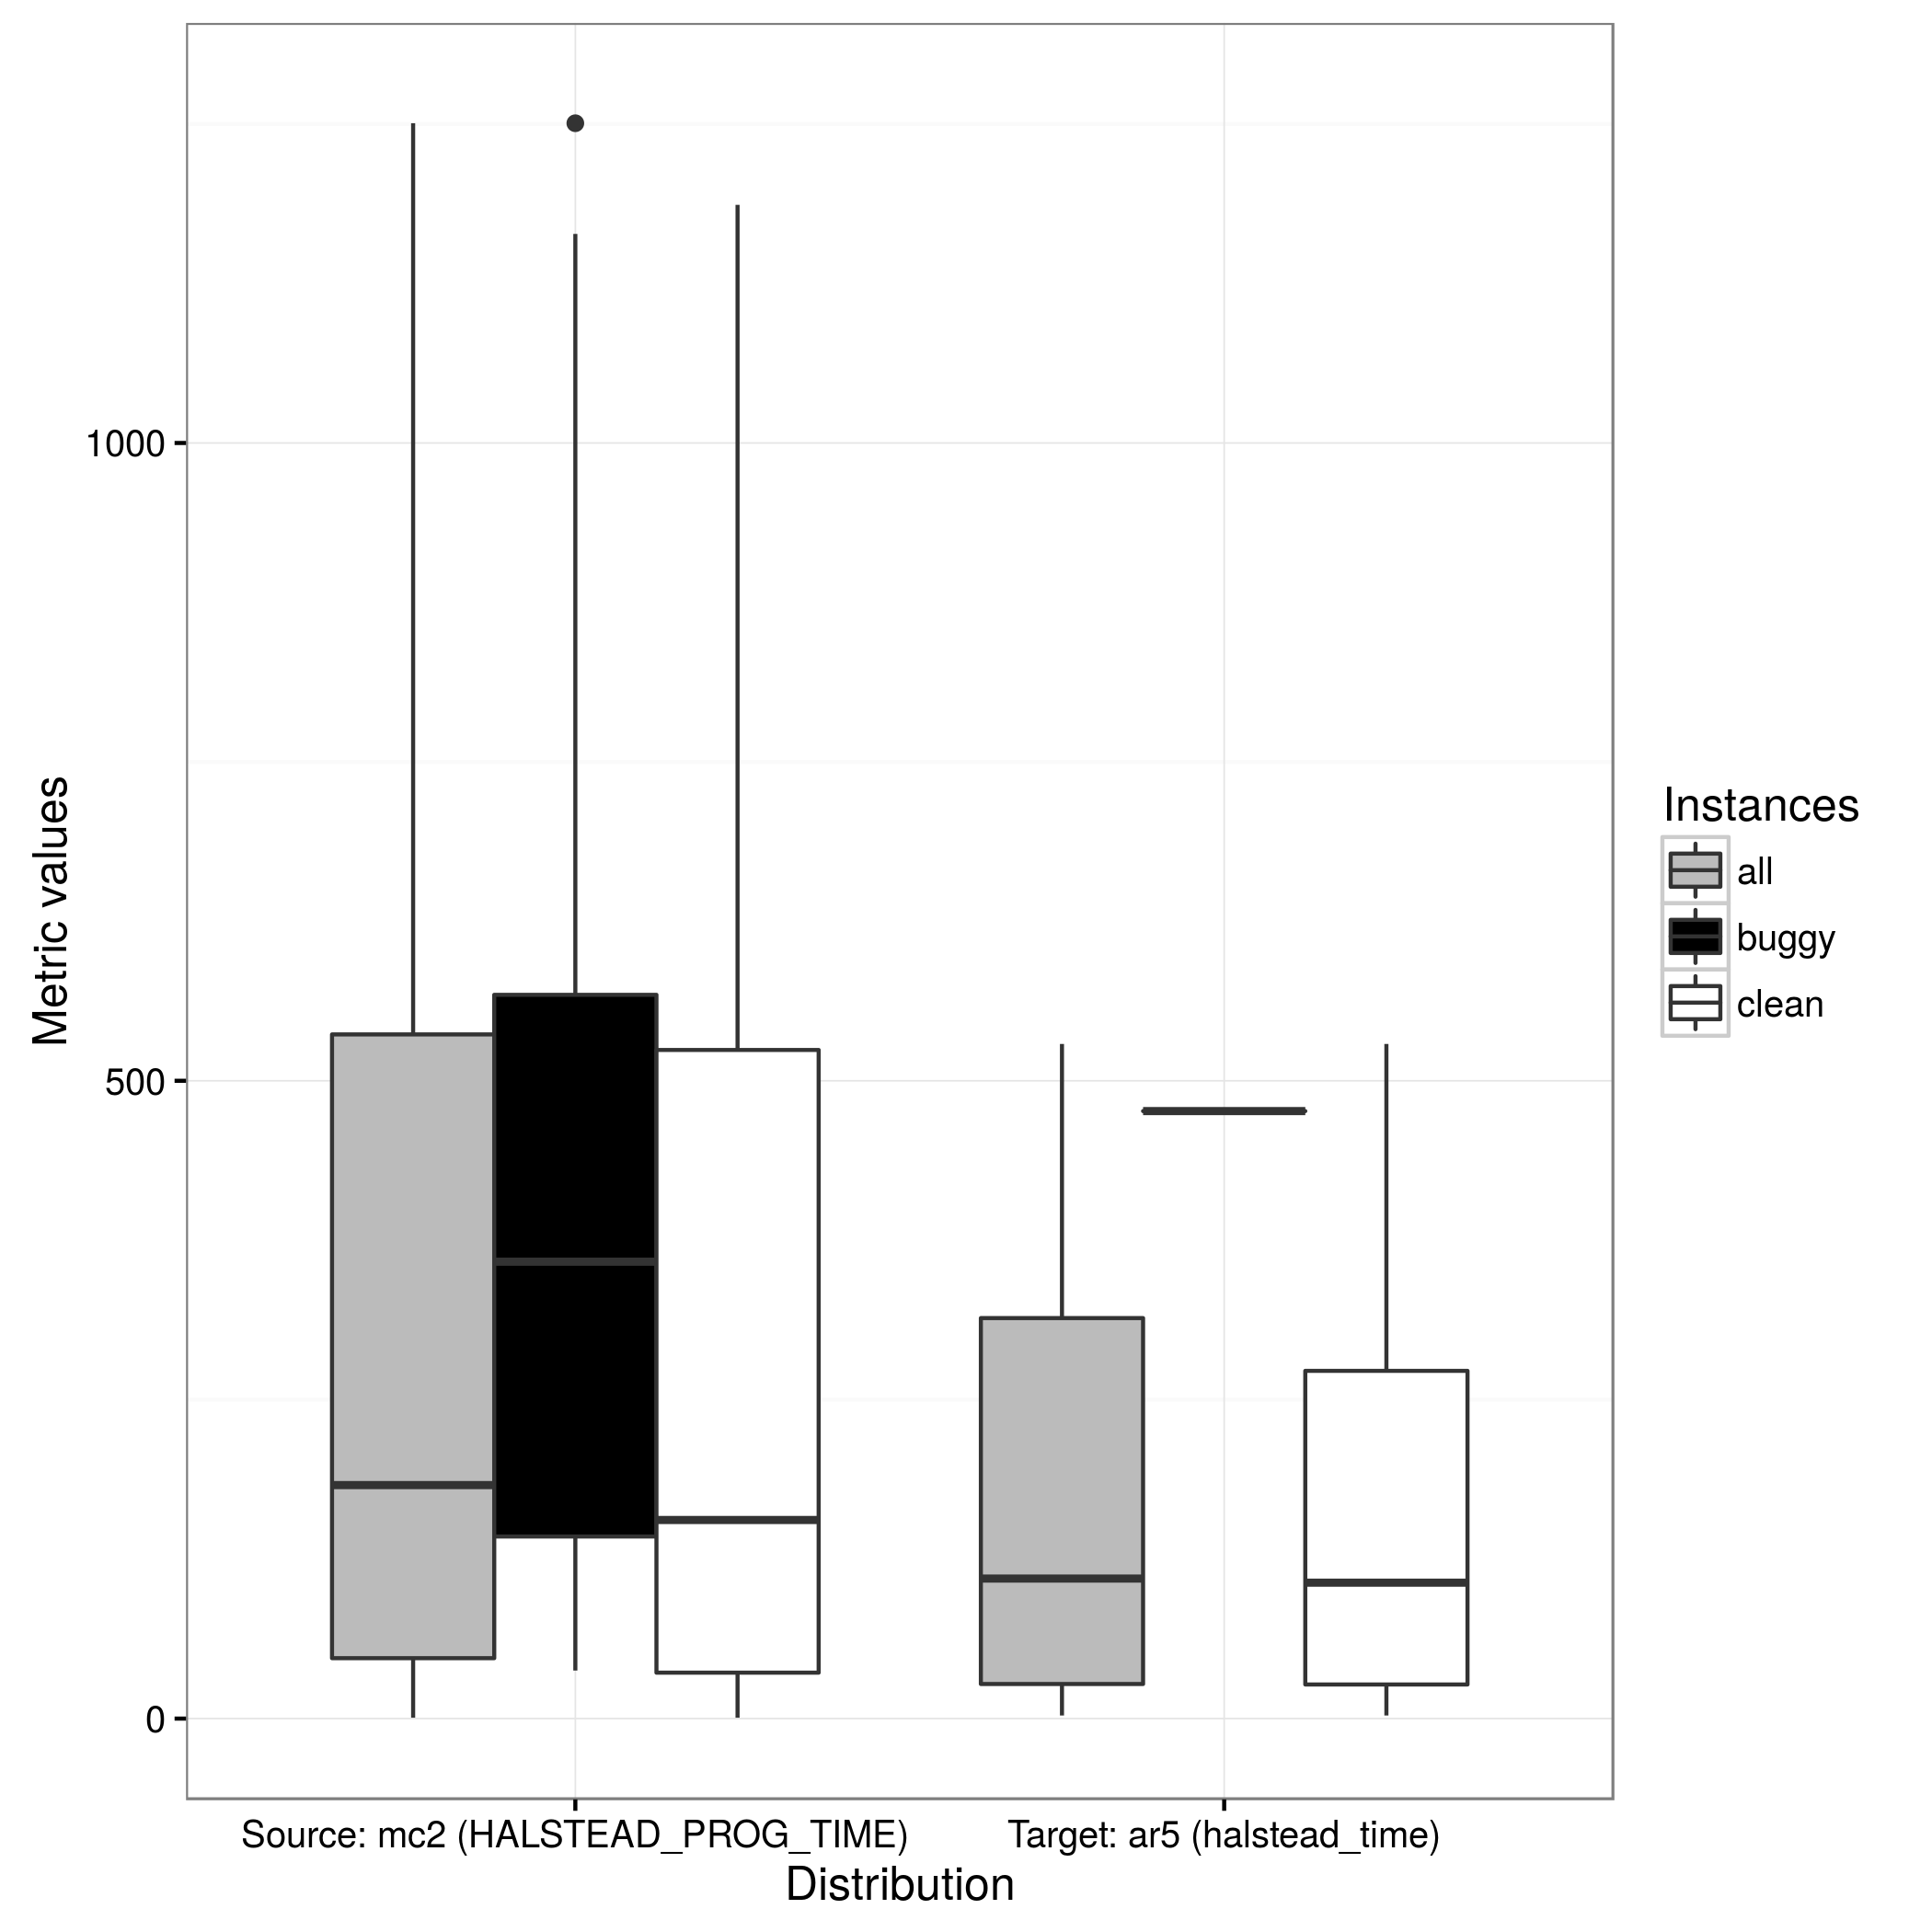 Metric values
1000
500
0
Source: mc2 (HALSTEAD_PROG_TIME)
Target: ar5 (halstead_time)
Distribution
Instances
all
buggy
clean